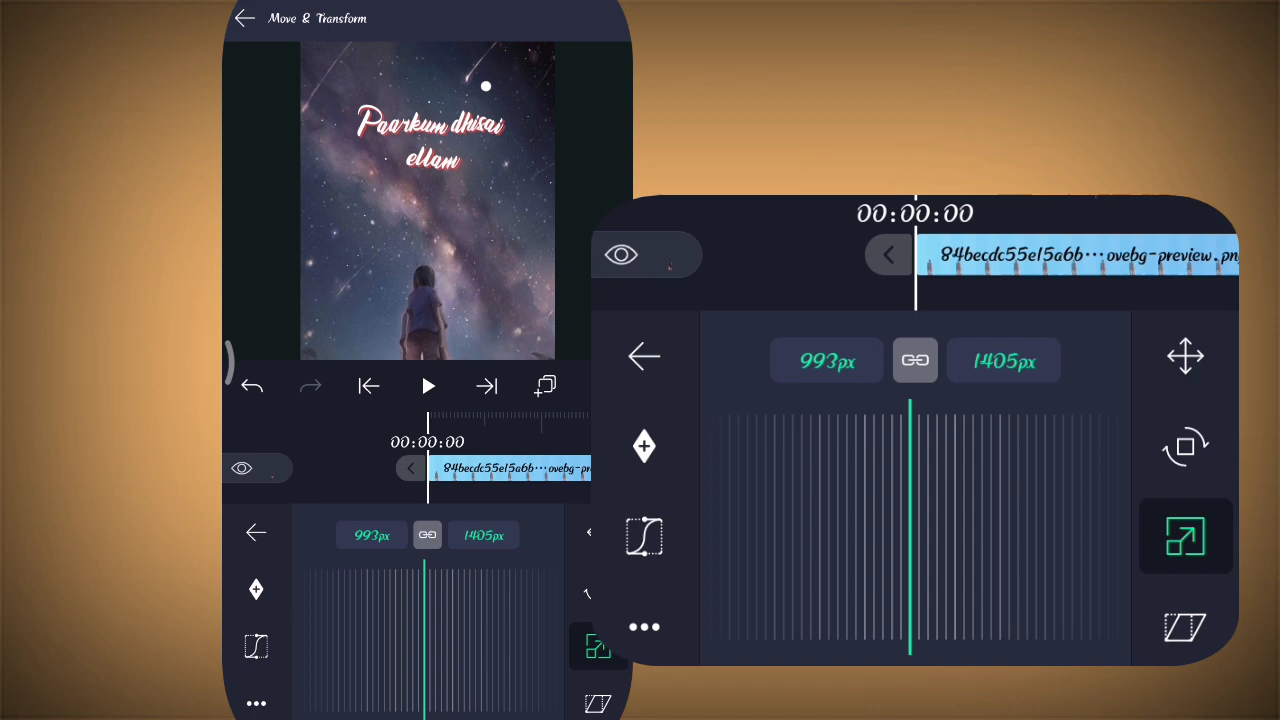 Move & Transform
Paarkum dhisai
ellam
00:00:00
84becdc55e15a6b···ovebg-pr
993px
1405px
00:00:00
84becdc55e15a6b···ovebg-preview.pn
993px
1405px